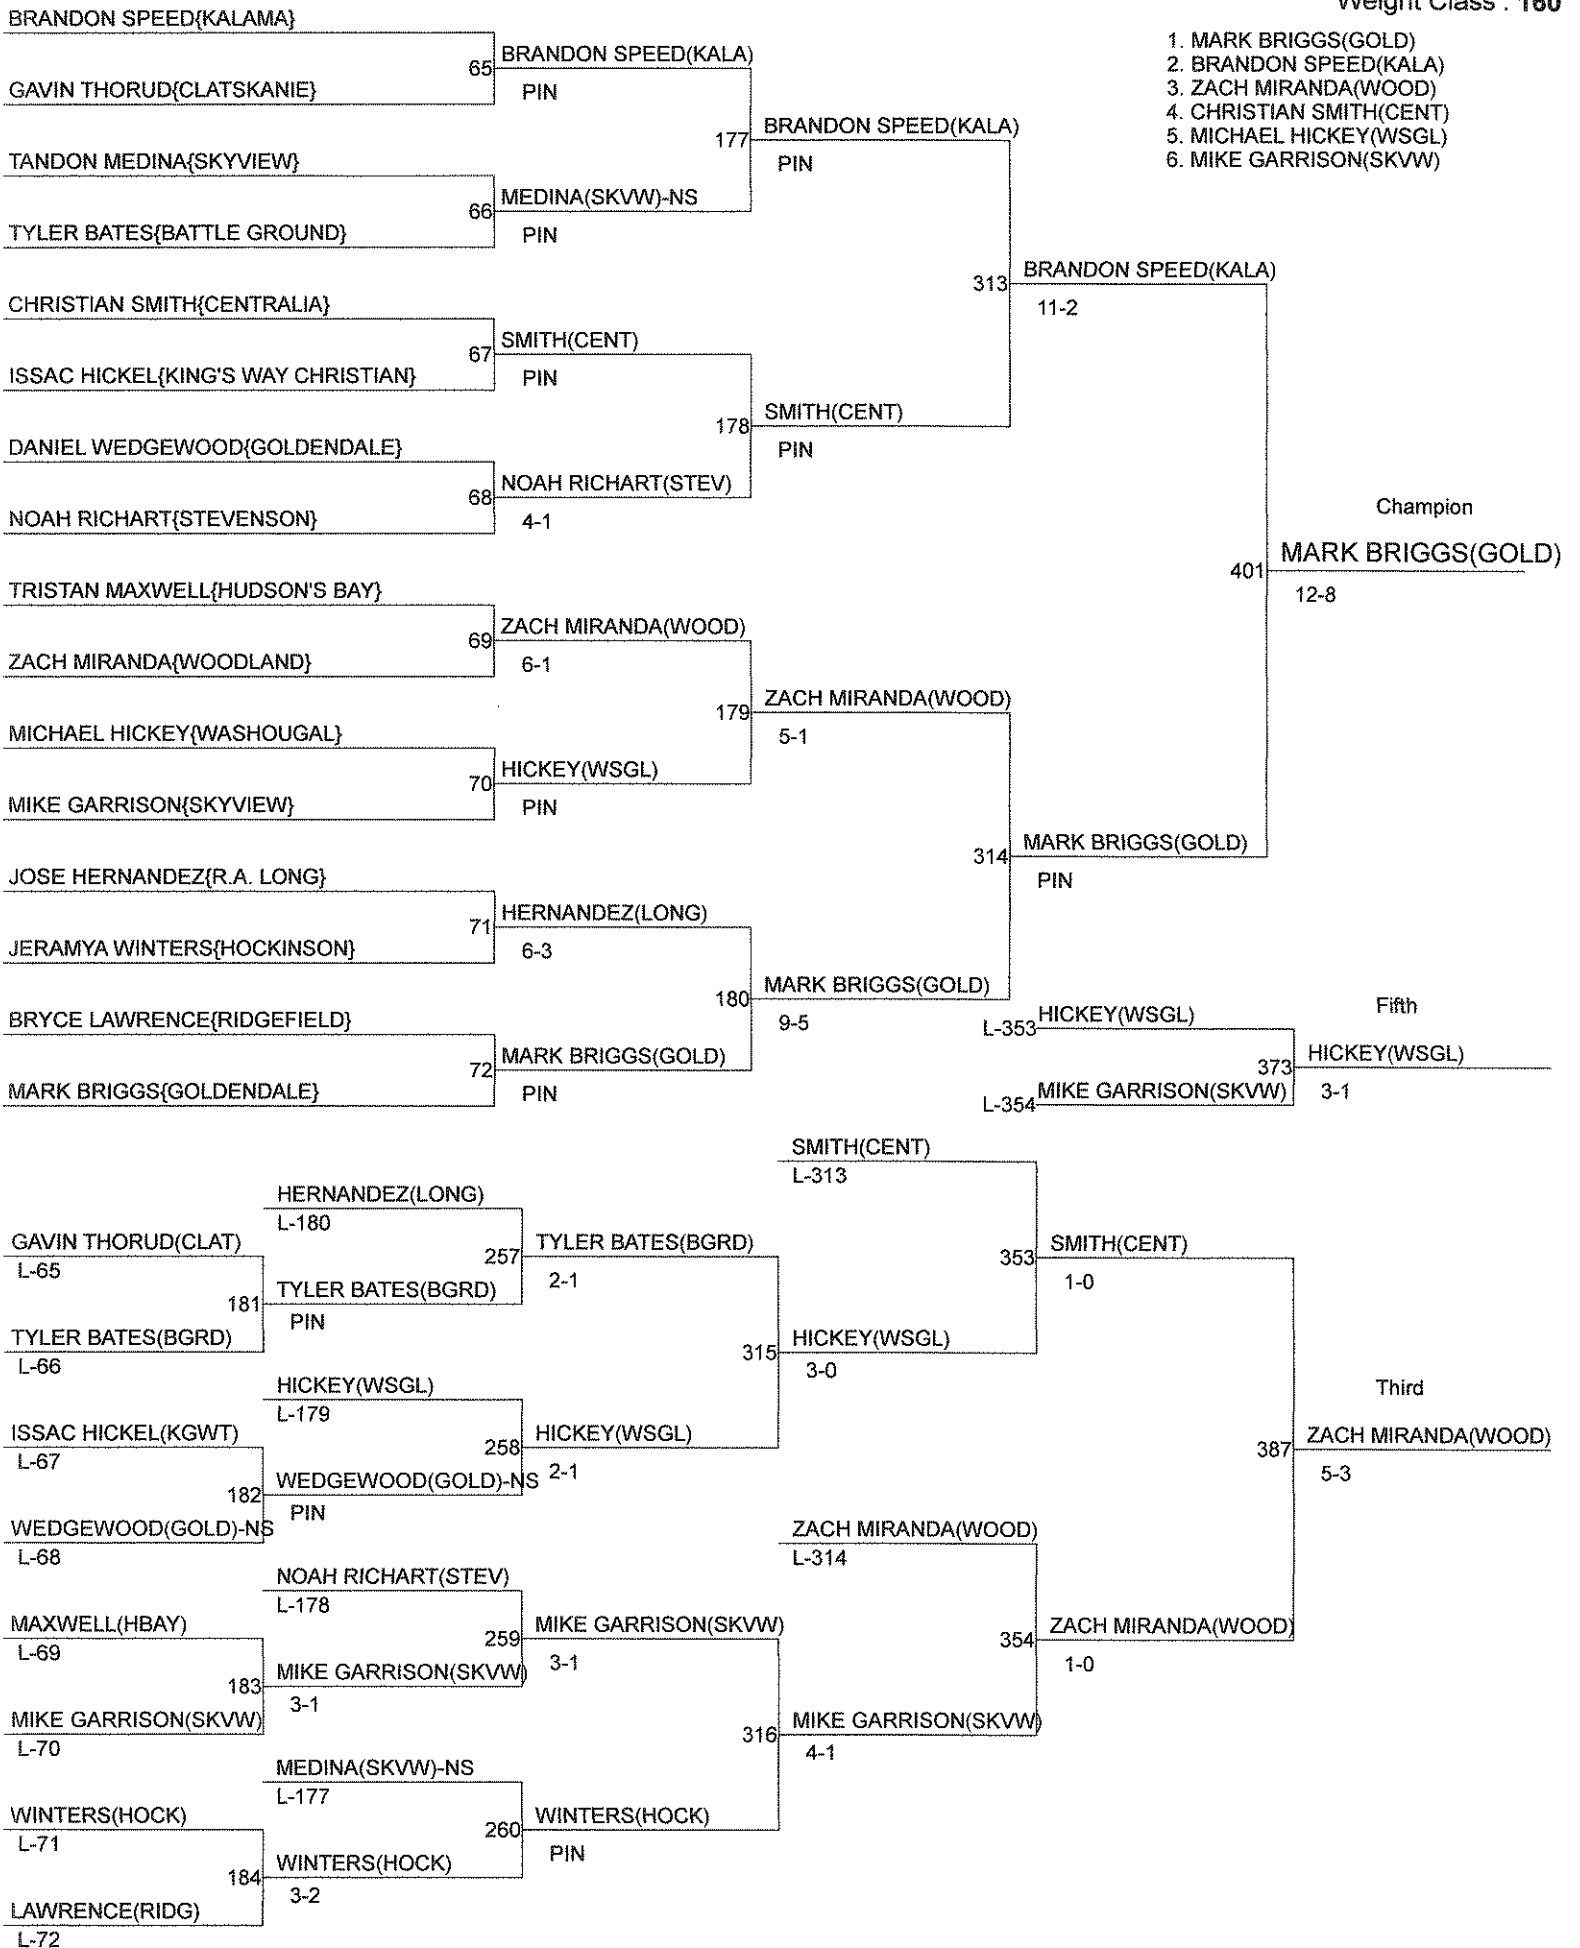 Weight Class : 160
1. MARK BRIGGS(GOLD)
2. BRANDON SPEED(KALA)
3. ZACH MIRANDA(WOOD)
4. CHRISTIAN SMITH(CENT)
5. MICHAEL HICKEY(WSGL)
6. MIKE GARRISON(SKVW)
BRANDON SPEED{KALAMA}
65
BRANDON SPEED(KALA)
PIN
GAVIN THORUD{CLATSKANIE}
177
BRANDON SPEED(KALA)
PIN
TANDON MEDINA{SKYVIEW}
66
MEDINA(SKVW)-NS
PIN
TYLER BATES{BATTLE GROUND}
313
BRANDON SPEED(KALA)
11-2
CHRISTIAN SMITH{CENTRALIA}
67
SMITH(CENT)
PIN
ISSAC HICKEL{KING'S WAY CHRISTIAN}
178
SMITH(CENT)
PIN
DANIEL WEDGEWOOD{GOLDENDALE}
68
NOAH RICHART(STEV)
4-1
NOAH RICHART{STEVENSON}
Champion
401
MARK BRIGGS(GOLD)
12-8
TRISTAN MAXWELL{HUDSON'S BAY}
69
ZACH MIRANDA(WOOD)
6-1
ZACH MIRANDA{WOODLAND}
179
ZACH MIRANDA(WOOD)
5-1
MICHAEL HICKEY{WASHOUGAL}
70
HICKEY(WSGL)
PIN
MIKE GARRISON{SKYVIEW}
314
MARK BRIGGS(GOLD)
PIN
JOSE HERNANDEZ{R.A. LONG}
71
HERNANDEZ(LONG)
6-3
JERAMYA WINTERS{HOCKINSON}
180
MARK BRIGGS(GOLD)
9-5
BRYCE LAWRENCE{RIDGEFIELD}
72
MARK BRIGGS(GOLD)
PIN
MARK BRIGGS{GOLDENDALE}
Fifth
L-353
HICKEY(WSGL)
373
HICKEY(WSGL)
3-1
L-354
MIKE GARRISON(SKVW)
SMITH(CENT)
L-313
HERNANDEZ(LONG)
L-180
GAVIN THORUD(CLAT)
L-65
257
TYLER BATES(BGRD)
2-1
353
SMITH(CENT)
1-0
181
TYLER BATES(BGRD)
PIN
TYLER BATES(BGRD)
L-66
315
HICKEY(WSGL)
3-0
HICKEY(WSGL)
L-179
Third
ISSAC HICKEL(KGWT)
L-67
258
HICKEY(WSGL)
2-1
387
ZACH MIRANDA(WOOD)
5-3
182
WEDGEWOOD(GOLD)-NS
PIN
WEDGEWOOD(GOLD)-NS
L-68
ZACH MIRANDA(WOOD)
L-314
NOAH RICHART(STEV)
L-178
MAXWELL(HBAY)
L-69
259
MIKE GARRISON(SKVW)
3-1
354
ZACH MIRANDA(WOOD)
1-0
183
MIKE GARRISON(SKVW)
3-1
MIKE GARRISON(SKVW)
L-70
316
MIKE GARRISON(SKVW)
4-1
MEDINA(SKVW)-NS
L-177
WINTERS(HOCK)
L-71
260
WINTERS(HOCK)
PIN
184
WINTERS(HOCK)
3-2
LAWRENCE(RIDG)
L-72